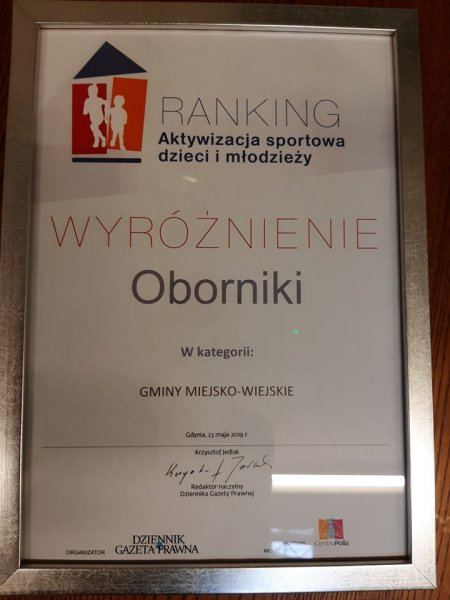 RANKING
Aktywizacja sportowa
dzieci i młodzieży
WYRÓŻNIENIE
Oborniki
W kategorii:
GMINY MIEJSKO-WIEJSKIE
Gdynia, 23 maja 2019 r.
Krzysztof Jedlak
Redaktor naczelny
Dziennika Gazety Prawnej
ORGANIZATOR
DZIENNIK
GAZETA PRAWNA
CentroPolis